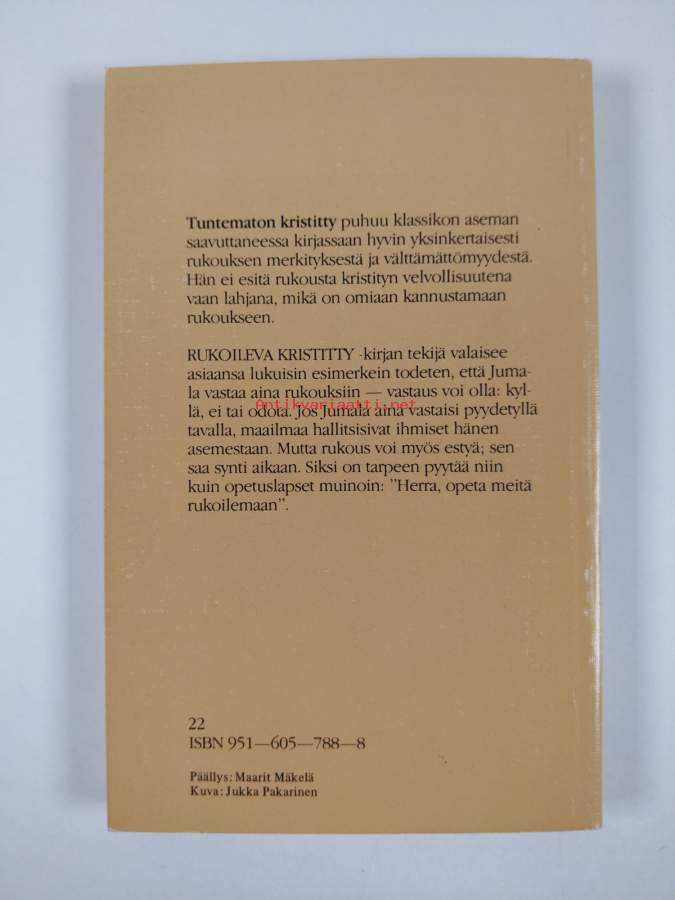 Tuntematon kristitty puhuu klassikon aseman
saavuttaneessa kirjassaan hyvin yksinkertaisesti
rukouksen merkityksestä ja välttämättömyydestä.
Hän ei esitä rukousta kristityn velvollisuutena
vaan lahjana, mikä on omiaan kannustamaan
rukoukseen.
RUKOILEVA KRISTITTY -kirjan tekijä valaisee
asiaansa lukuisin esimerkein todeten, että Juma-
la vastaa aina rukouksiin — vastaus voi olla: kyl-
lä, ei tai odota. Jos Jumala aina vastaisi pyydetyllä
Antikvariaatti.net
tavalla, maailmaa hallitsisivat ihmiset hänen
asemestaan. Mutta rukous voi myös estyä; sen
saa synti aikaan. Siksi on tarpeen pyytää niin
kuin opetuslapset muinoin: ”Herra, opeta meitä
rukoilemaan”.
22
ISBN 951—605—788—8
Päällys: Maarit Mäkelä
Kuva: Jukka Pakarinen